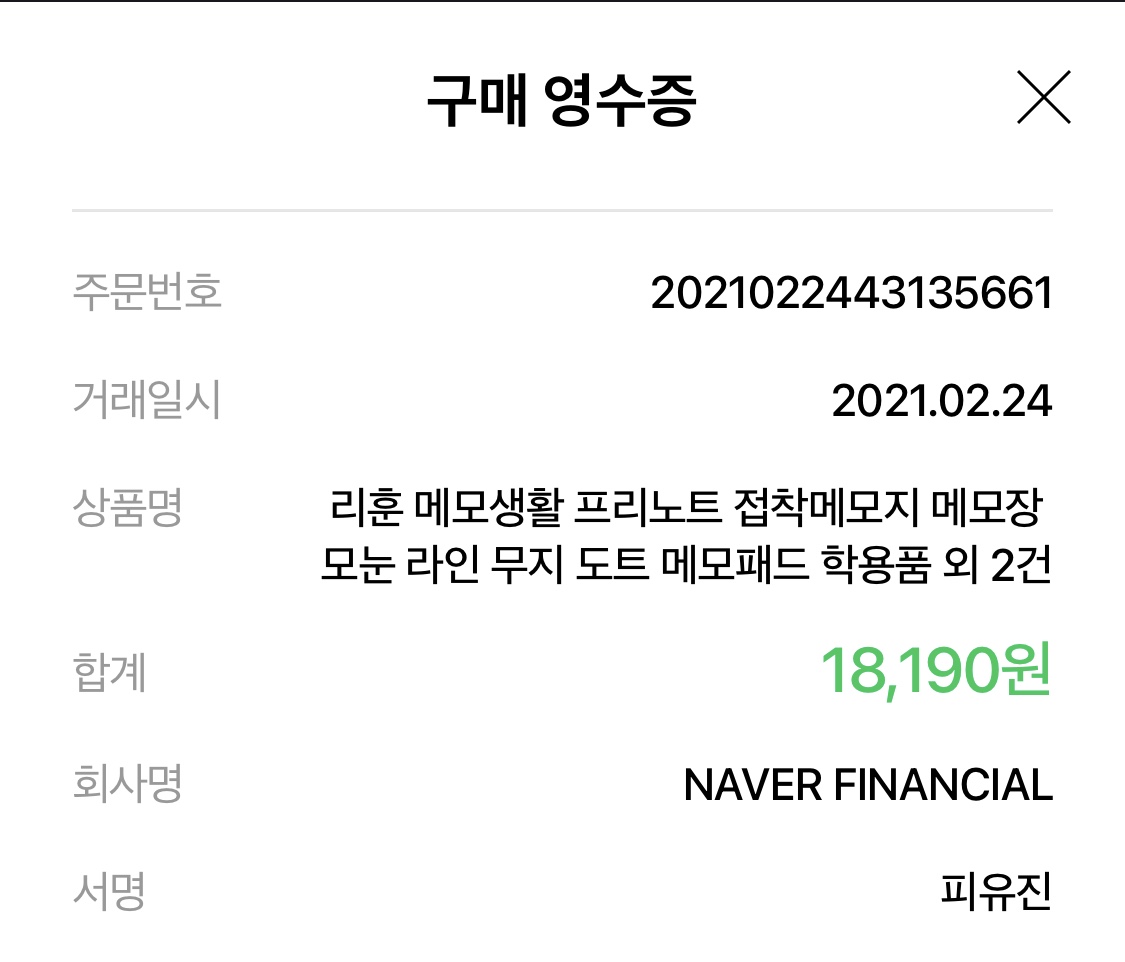 구매 영수증
주문번호 2021022443135661
거래일시 2021.02.24
상품명 리훈 메모생활 프리노트 접착메모지 메모장
모눈 라인 무지 도트 메모패드 학용품 외 2건
합계 18,190원
회사명 NAVER FINANCIAL
서명 피유진